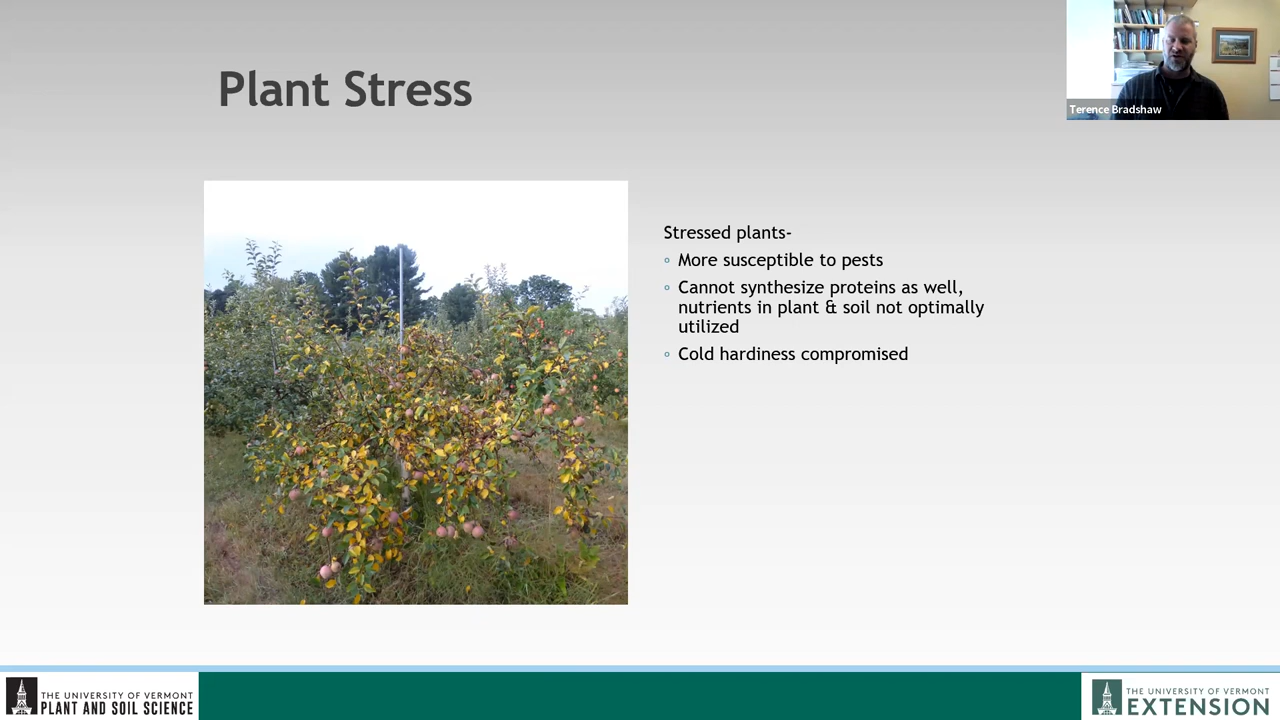 Plant Stress
Terence Bradshaw
Stressed plants-
◦ More susceptible to pests
◦ Cannot synthesize proteins as well,
nutrients in plant & soil not optimally
utilized
◦ Cold hardiness compromised
THE UNIVERSITY OF VERMONT
PLANT AND SOIL SCIENCE
THE UNIVERSITY OF VERMONT
EXTENSION